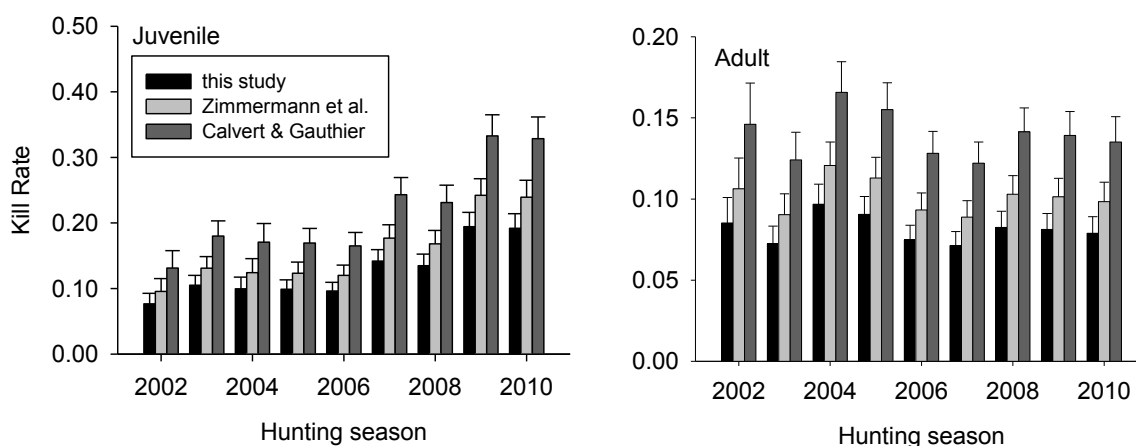 Juvenile
this study
Zimmermann et al.
Calvert & Gauthier
Kill Rate
0.50
0.40
0.30
0.20
0.10
0.00
2002 2004 2006 2008 2010
Hunting season
Adult
0.20
0.15
0.10
0.05
0.00
2002 2004 2006 2008 2010
Hunting season